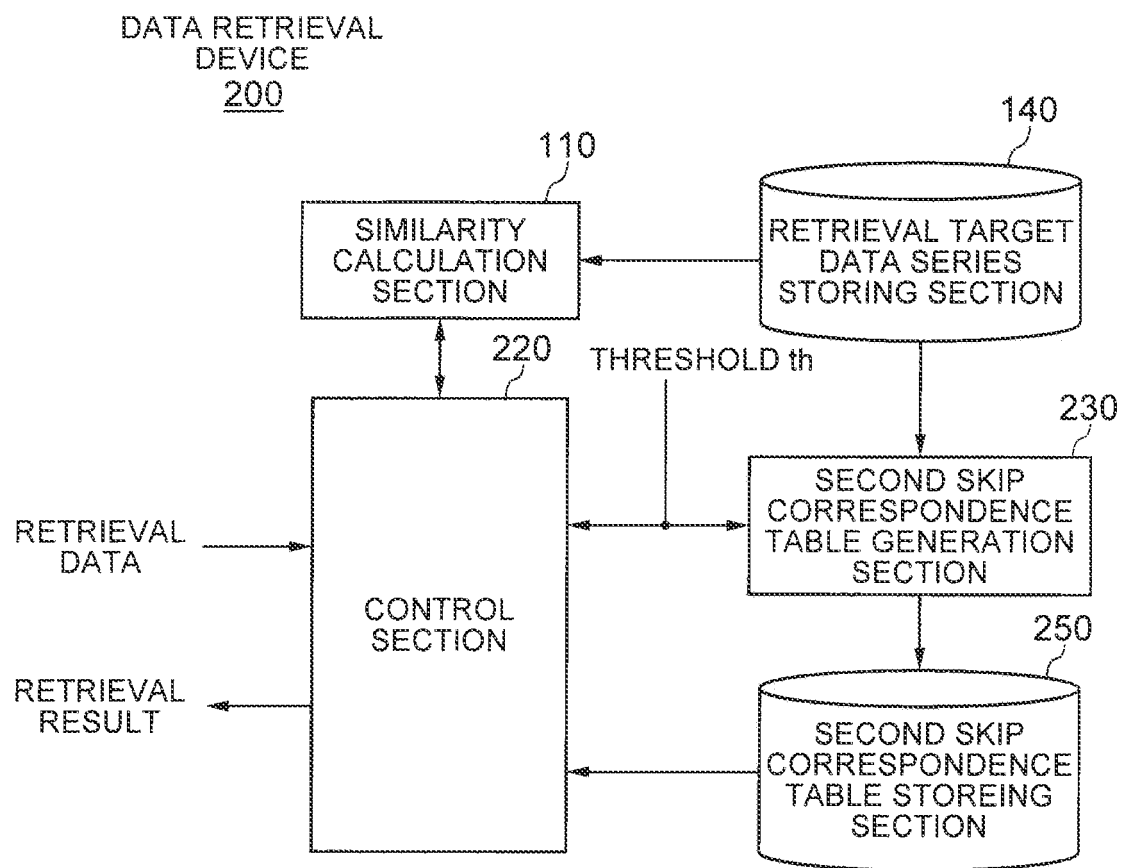 DATA RETRIEVAL
DEVICE
200
140
110
SIMILARITY
CALCULATION
SECTION
RETRIEVAL TARGET
DATA SERIES
STORING SECTION
220
THRESHOLD th
230
SECOND SKIP
CORRESPONDENCE
TABLE GENERATION
SECTION
RETRIEVAL
DATA
CONTROL
SECTION
250
RETRIEVAL
RESULT
SECOND SKIP
CORRESPONDENCE
TABLE STOREING
SECTION